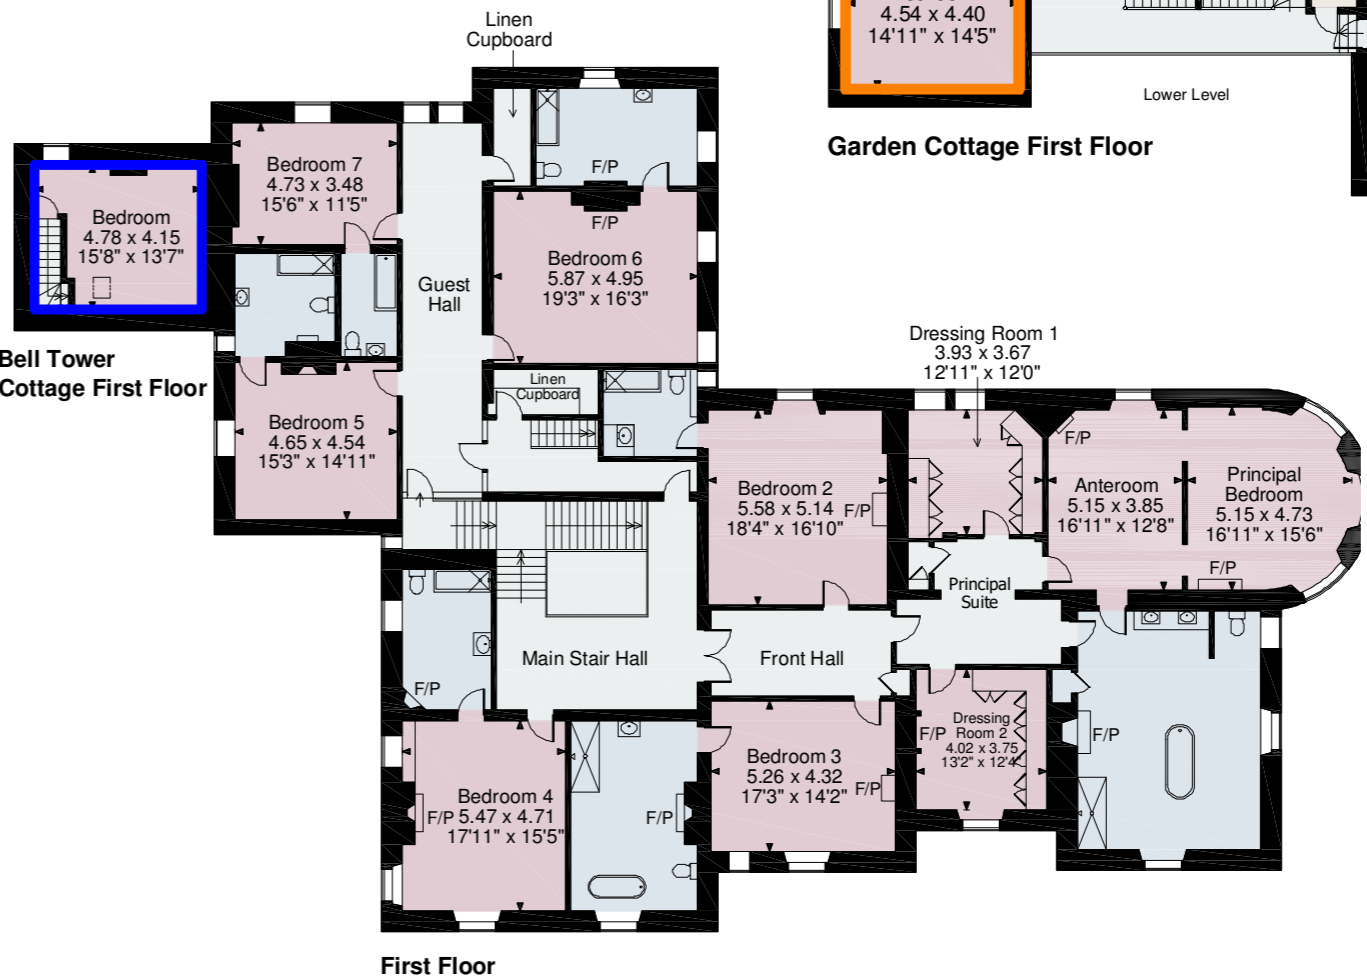 Linen
Cupboard
4.54 x 4.40
14'11" x 14'5"
Lower Level
Garden Cottage First Floor
Bedroom 7
4.73 x 3.48
15'6" x 11'5"
F/P
F/P
Bedroom
4.78 x 4.15
15'8" x 13'7"
Bedroom 6
5.87 x 4.95
19'3" x 16'3"
Guest
Hall
Bell Tower
Cottage First Floor
Dressing Room 1
3.93 x 3.67
12'11" x 12'0"
Linen
Cupboard
Bedroom 5
4.65 x 4.54
15'3" x 14'11"
F/P
Bedroom 2
5.58 x 5.14
18'4" x 16'10"
F/P
Anteroom
5.15 x 3.85
16'11" x 12'8"
Principal
Bedroom
5.15 x 4.73
16'11" x 15'6"
F/P
Principal
Suite
Main Stair Hall
Front Hall
F/P
Bedroom 4
5.47 x 4.71
17'11" x 15'5"
F/P
F/P
Bedroom 3
5.26 x 4.32
17'3" x 14'2"
F/P
Dressing
Room 2
4.02 x 3.75
13'2" x 12'4"
F/P
F/P
First Floor